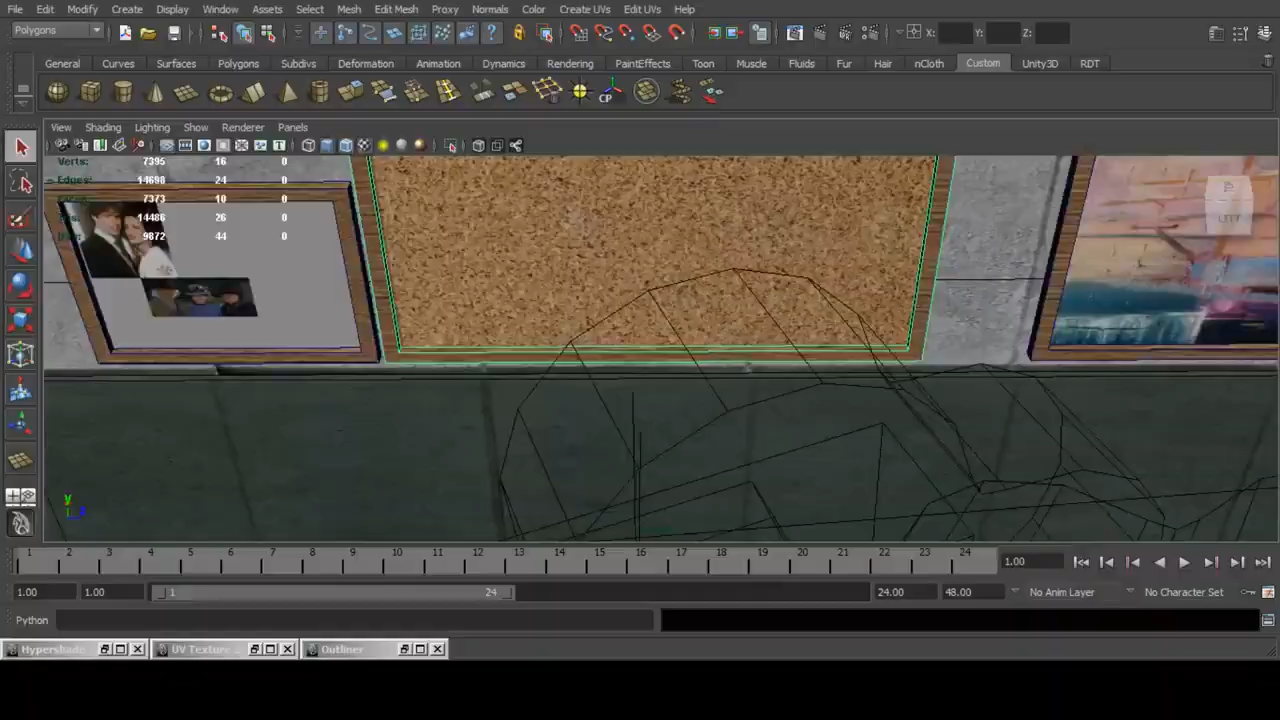 File Edit Modify Create Display Window Assets Select Mesh Edit Mesh Proxy Normals Color Create UVs Edit UVs Help
Polygons X: Y: Z:
General Curves Surfaces Polygons Subdivs Deformation Animation Dynamics Rendering PaintEffects Toon Muscle Fluids Fur Hair nCloth Custom Unity3D RDT
CP
View Shading Lighting Show Renderer Panels
Verts: 7395 16 0
Edges: 14698 24 0
7373 10 0
14486 26 0
9872 44 0
y
z
1 2 3 4 5 6 7 8 9 10 11 12 13 14 15 16 17 18 19 20 21 22 23 24 1.00
1.00 1.00 1 24 24.00 48.00 No Anim Layer No Character Set
Python
Hypershade UV Texture Outliner